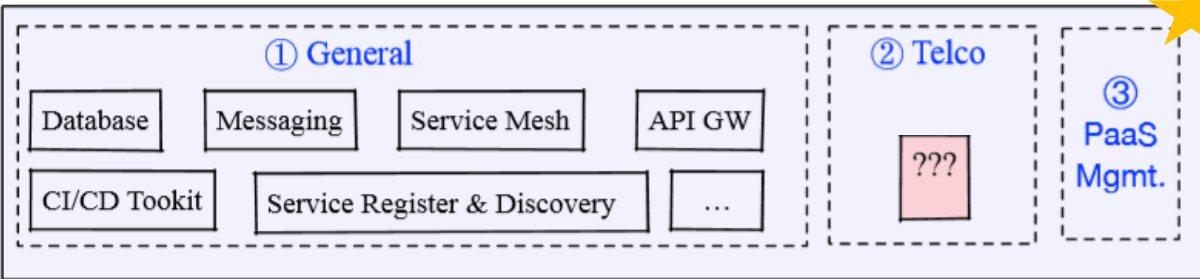 ① General
Database
Messaging
Service Mesh
API GW
CI/CD Tookit
Service Register & Discovery
...
② Telco
???
③
PaaS
Mgmt.